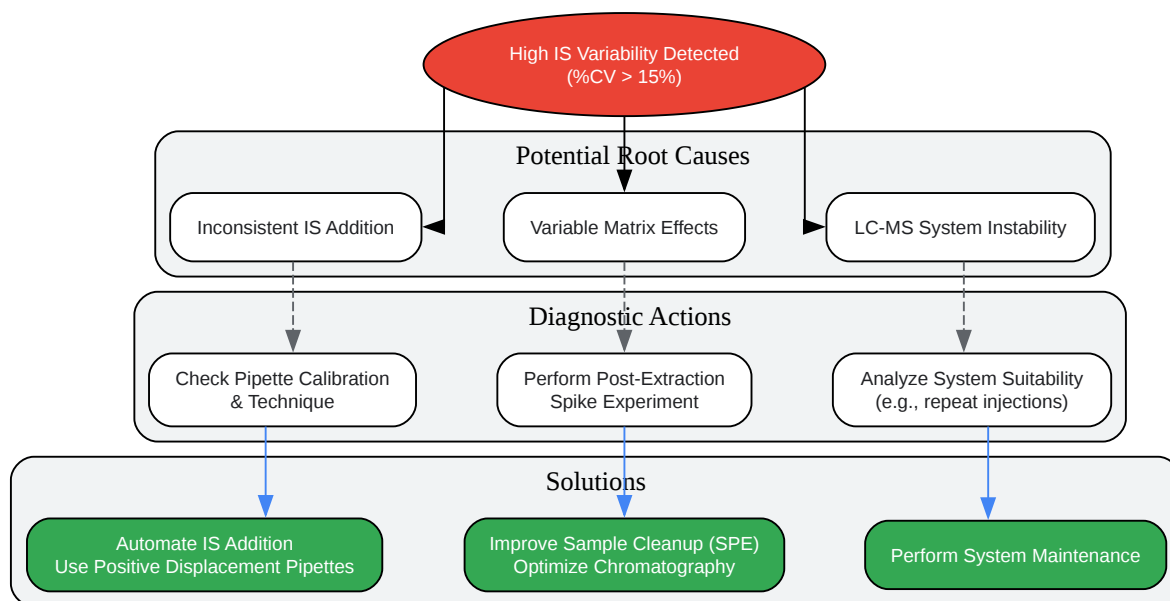 High IS Variability Detected
(%CV > 15%)
Potential Root Causes
Inconsistent IS Addition
Variable Matrix Effects
LC-MS System Instability
Diagnostic Actions
Check Pipette Calibration
& Technique
Perform Post-Extraction
Spike Experiment
Analyze System Suitability
(e.g., repeat injections)
Solutions
Automate IS Addition
Use Positive Displacement Pipettes
Improve Sample Cleanup (SPE)
Optimize Chromatography
Perform System Maintenance